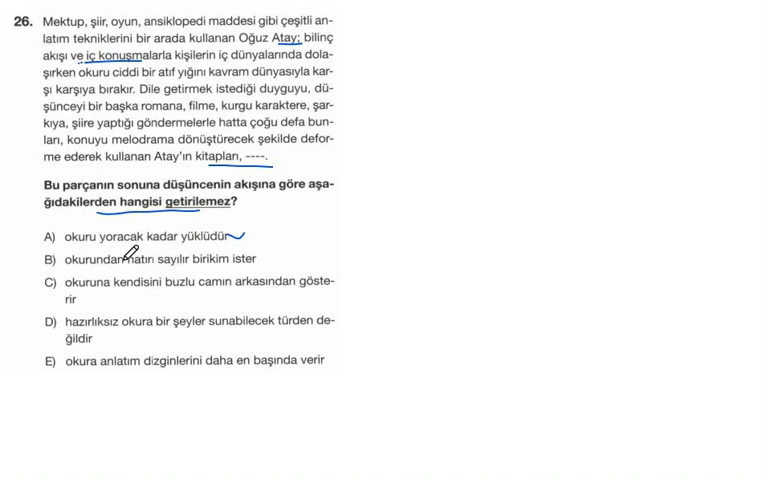 26. Mektup, şiir, oyun, ansiklopedi maddesi gibi çeşitli an-
latım tekniklerini bir arada kullanan Oğuz Atay; bilinç
akışı ve iç konuşmalarla kişilerin iç dünyalarında dola-
şırken okuru ciddi bir atıf yığını kavram dünyasıyla kar-
şı karşıya bırakır. Dile getirmek istediği duyguyu, dü-
şünceyi bir başka romana, filme, kurgu karaktere, şar-
kıya, şiire yaptığı göndermelerle hatta çoğu defa bun-
ları, konuyu melodrama dönüştürecek şekilde defor-
me ederek kullanan Atay'ın kitapları, ----.
Bu parçanın sonuna düşüncenin akışına göre aşa-
ğıdakilerden hangisi getirilemez?
A) okuru yoracak kadar yüklüdür
B) okurundan hatırı sayılır birikim ister
C) okuruna kendisini buzlu camın arkasından göste-
rir
D) hazırlıksız okura bir şeyler sunabilecek türden de-
ğildir
E) okura anlatım dizginlerini daha en başında verir